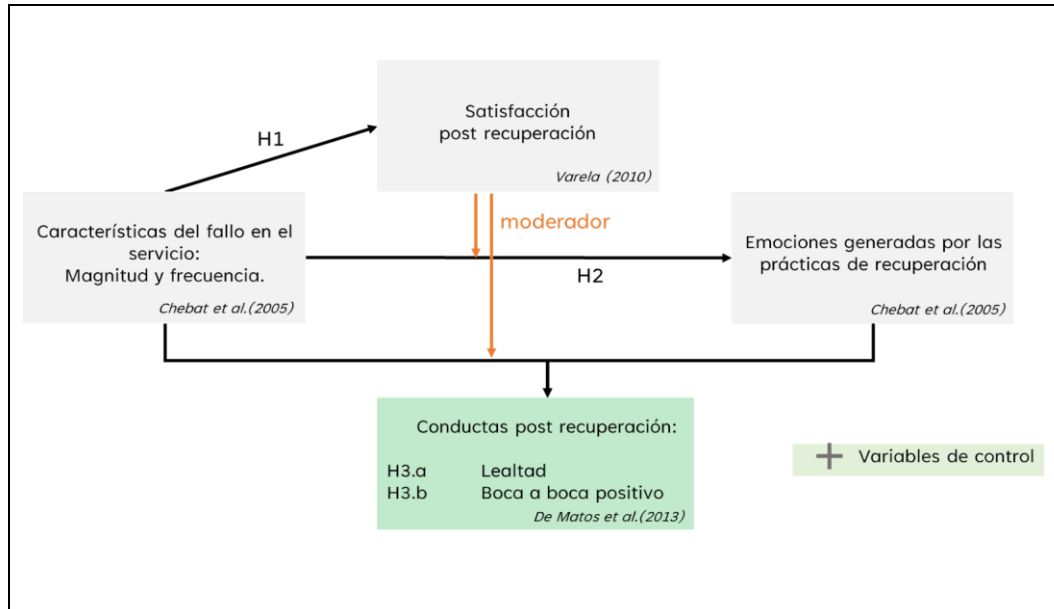 Satisfacción
post recuperación
Varela (2010)
H1
moderador
Características del fallo en el
servicio:
Magnitud y frecuencia.
Chebat et al.(2005)
H2
Emociones generadas por las
prácticas de recuperación
Chebat et al.(2005)
Conductas post recuperación:
H3.a Lealtad
H3.b Boca a boca positivo
De Matos et al.(2013)
Variables de control